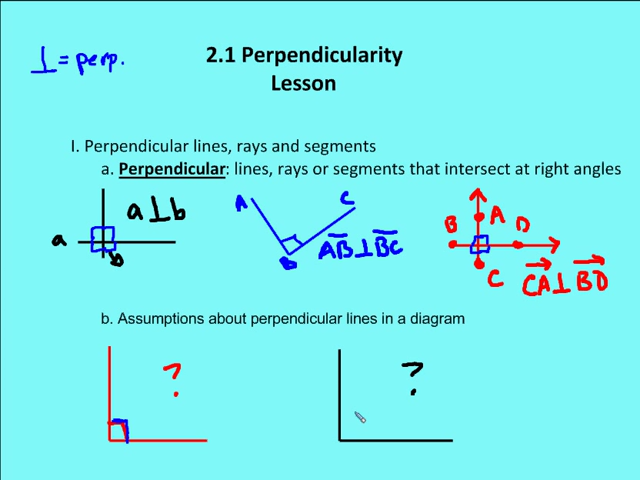 ⊥ = perp.
2.1 Perpendicularity
Lesson
I. Perpendicular lines, rays and segments
a. Perpendicular: lines, rays or segments that intersect at right angles
a⊥b
a
b
A
C
B
AB⊥BC
B
A
D
C
CA⊥BD
b. Assumptions about perpendicular lines in a diagram
?
?